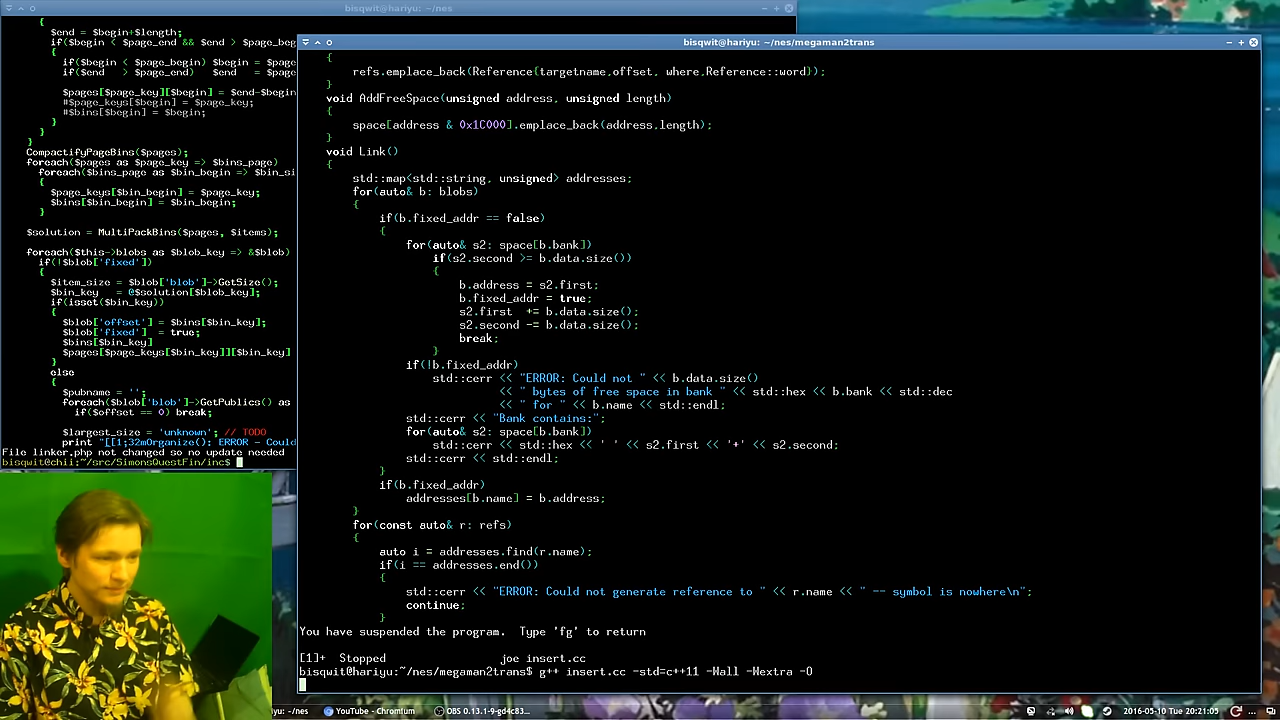 bisqwit@hariyu: ~/nes
{
$end = $begin+$length;
if($begin < $page_end && $end > $page_beg
{
if($begin < $page_begin) $begin = $page
if($end   > $page_end)   $end   = $page
$pages[$page_key][$begin] = $end-$begin
#$page_keys[$begin] = $page_key;
#$bins[$begin] = $begin;
}
}
}
CompactifyPageBins($pages);
foreach($pages as $page_key => $bins_page)
foreach($bins_page as $bin_begin => $bin_si
{
$page_keys[$bin_begin] = $page_key;
$bins[$bin_begin] = $bin_begin;
}
$solution = MultiPackBins($pages, $items);
foreach($this->blobs as $blob_key => &$blob)
if(!$blob['fixed'])
{
$item_size = $blob['blob']->GetSize();
$bin_key   = @$solution[$blob_key];
if(isset($bin_key))
{
$blob['offset'] = $bins[$bin_key];
$blob['fixed']  = true;
$bins[$bin_key]
$pages[$page_keys[$bin_key]][$bin_key]
}
else
{
$pubname = '';
foreach($blob['blob']->GetPublics() as
if($offset == 0) break;
$largest_size = 'unknown'; // TODO
print "[[1;32mOrganize(): ERROR - Could
File linker.php not changed so no update needed
bisqwit@chii:~/src/SimonsQuestFin/inc$
bisqwit@hariyu: ~/nes/megaman2trans
{
refs.emplace_back(Reference{targetname,offset, where,Reference::word});
}
void AddFreeSpace(unsigned address, unsigned length)
{
space[address & 0x1C000].emplace_back(address,length);
}
void Link()
{
std::map<std::string, unsigned> addresses;
for(auto& b: blobs)
{
if(b.fixed_addr == false)
{
for(auto& s2: space[b.bank])
if(s2.second >= b.data.size())
{
b.address = s2.first;
b.fixed_addr = true;
s2.first  += b.data.size();
s2.second -= b.data.size();
break;
}
if(!b.fixed_addr)
std::cerr << "ERROR: Could not " << b.data.size()
<< " bytes of free space in bank " << std::hex << b.bank << std::dec
<< " for " << b.name << std::endl;
std::cerr << "Bank contains:";
for(auto& s2: space[b.bank])
std::cerr << std::hex << ' ' << s2.first << '+' << s2.second;
std::cerr << std::endl;
}
if(b.fixed_addr)
addresses[b.name] = b.address;
}
for(const auto& r: refs)
{
auto i = addresses.find(r.name);
if(i == addresses.end())
{
std::cerr << "ERROR: Could not generate reference to " << r.name << " -- symbol is nowhere\n";
continue;
}
You have suspended the program.  Type 'fg' to return
[1]+  Stopped                 joe insert.cc
bisqwit@hariyu:~/nes/megaman2trans$ g++ insert.cc -std=c++11 -Wall -Wextra -O
iyu: ~/nes
YouTube - Chromium
OBS 0.13.1-9-gd4c83...
2016-05-10 Tue 20:21:05